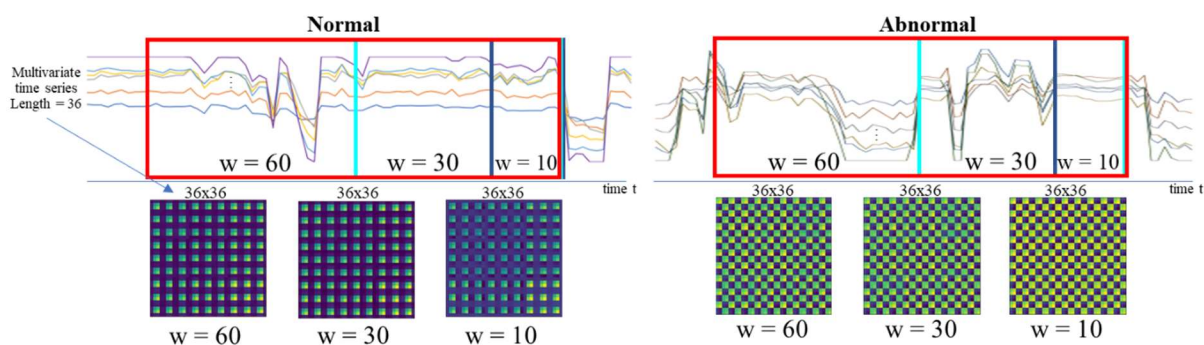 Normal
Multivariate
time series
Length = 36
w = 60
w = 30
w = 10
time t
36x36
36x36
36x36
w = 60
w = 30
w = 10
Abnormal
w = 60
w = 30
w = 10
time t
36x36
36x36
36x36
w = 60
w = 30
w = 10